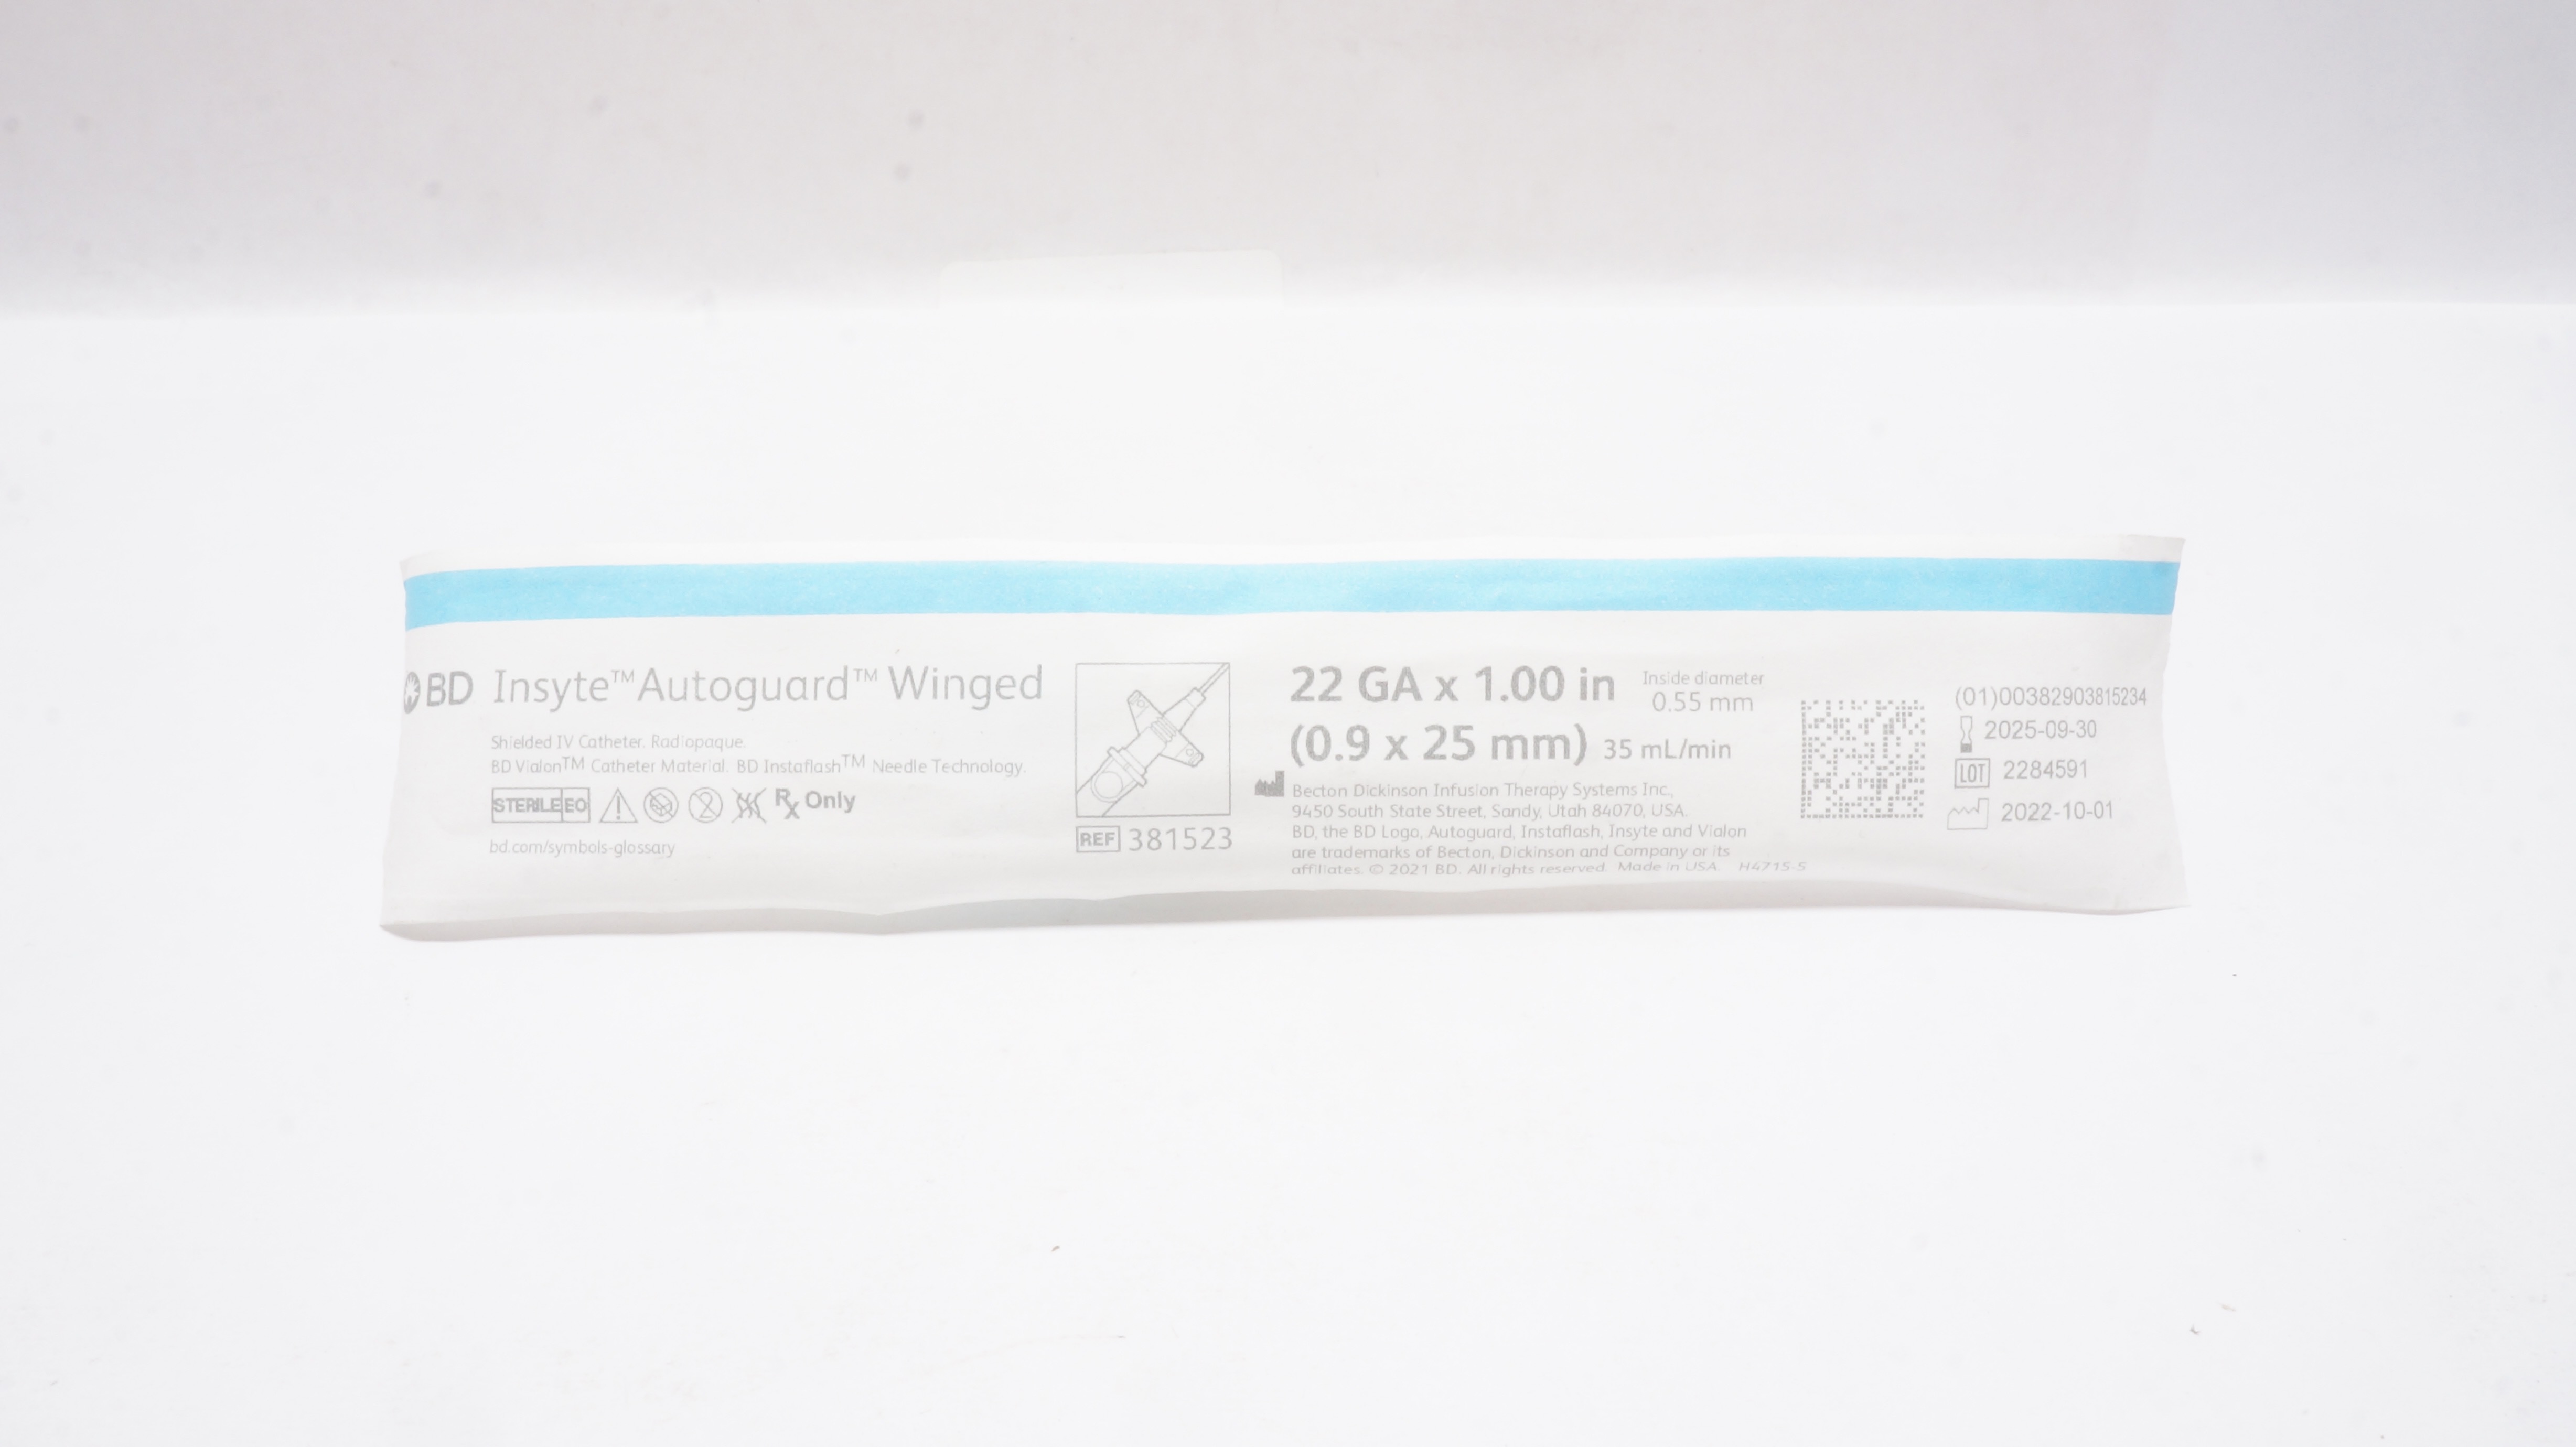 BD Insyte™ Autoguard™ Winged
Shielded IV Catheter. Radiopaque.
BD Vialon™ Catheter Material. BD Instaflash™ Needle Technology.
STERILE EO 2 Rx Only
bd.com/symbols-glossary
REF 381523
22 GA x 1.00 in
(0.9 x 25 mm)
Inside diameter
0.55 mm
35 mL/min
Becton Dickinson Infusion Therapy Systems Inc.,
9450 South State Street, Sandy, Utah 84070, USA.
BD, the BD Logo, Autoguard, Instaflash, Insyte and Vialon
are trademarks of Becton, Dickinson and Company or its
affiliates. © 2021 BD. All rights reserved. Made in USA. H4715-5
(01)00382903815234
2025-09-30
LOT 2284591
2022-10-01